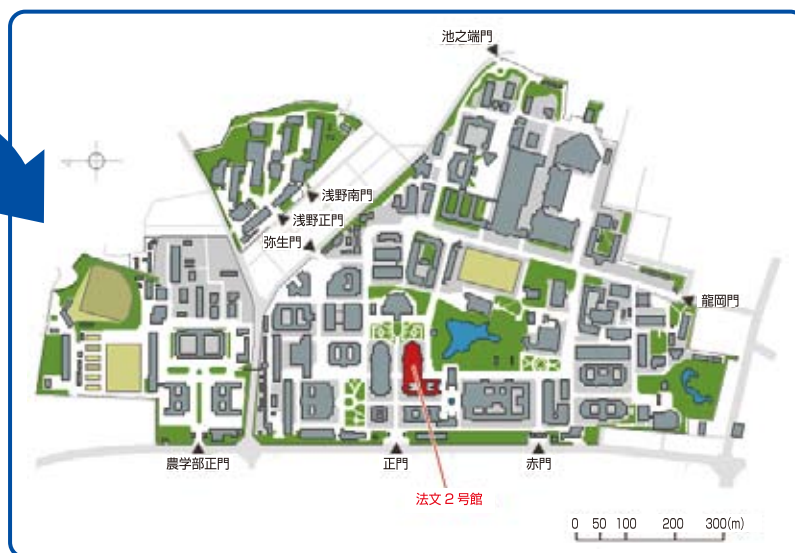 池之端門
浅野南門
浅野正門
弥生門
龍岡門
農学部正門
正門
赤門
法文2号館
0 50 100 200 300(m)